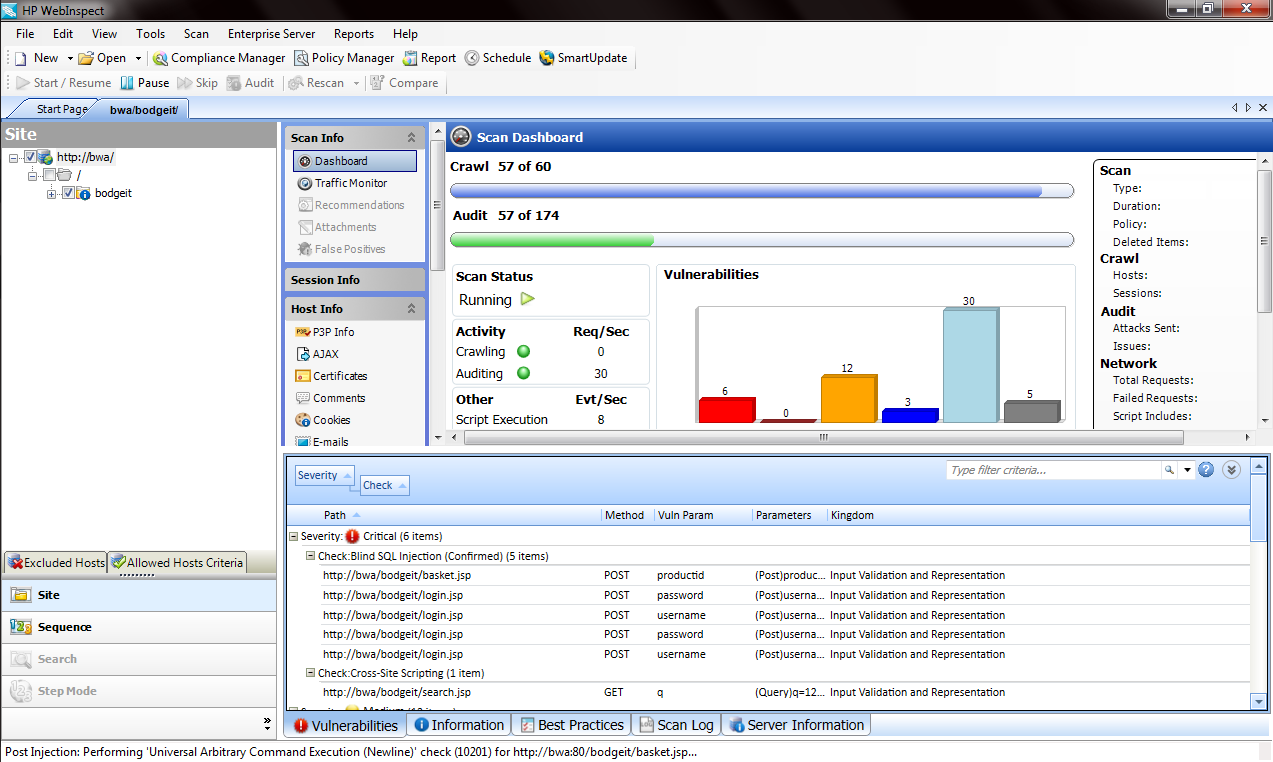 HP WebInspect
File Edit View Tools Scan Enterprise Server Reports Help
New Open Compliance Manager Policy Manager Report Schedule SmartUpdate
Start / Resume Pause Skip Audit Rescan Compare
Start Page bwa/bodgeit/
Site
http://bwa/
/
bodgeit
Excluded Hosts Allowed Hosts Criteria
Site
Sequence
Search
Step Mode
Scan Info
Dashboard
Traffic Monitor
Recommendations
Attachments
False Positives
Session Info
Host Info
P3P Info
AJAX
Certificates
Comments
Cookies
E-mails
Scan Dashboard
Crawl 57 of 60
Audit 57 of 174
Scan Status
Running
Activity Req/Sec
Crawling 0
Auditing 30
Other Evt/Sec
Script Execution 8
Vulnerabilities
6 0 12 3 30 5
Scan
Type:
Duration:
Policy:
Deleted Items:
Crawl
Hosts:
Sessions:
Audit
Attacks Sent:
Issues:
Network
Total Requests:
Failed Requests:
Script Includes:
Severity
Check
Type filter criteria...
Path Method Vuln Param Parameters Kingdom
Severity: Critical (6 items)
Check:Blind SQL Injection (Confirmed) (5 items)
http://bwa/bodgeit/basket.jsp POST productid (Post)produc... Input Validation and Representation
http://bwa/bodgeit/login.jsp POST password (Post)userna... Input Validation and Representation
http://bwa/bodgeit/login.jsp POST username (Post)userna... Input Validation and Representation
http://bwa/bodgeit/login.jsp POST password (Post)userna... Input Validation and Representation
http://bwa/bodgeit/login.jsp POST username (Post)userna... Input Validation and Representation
Check:Cross-Site Scripting (1 item)
http://bwa/bodgeit/search.jsp GET q (Query)q=12... Input Validation and Representation
Vulnerabilities Information Best Practices Scan Log Server Information
Post Injection: Performing 'Universal Arbitrary Command Execution (Newline)' check (10201) for http://bwa:80/bodgeit/basket.jsp...